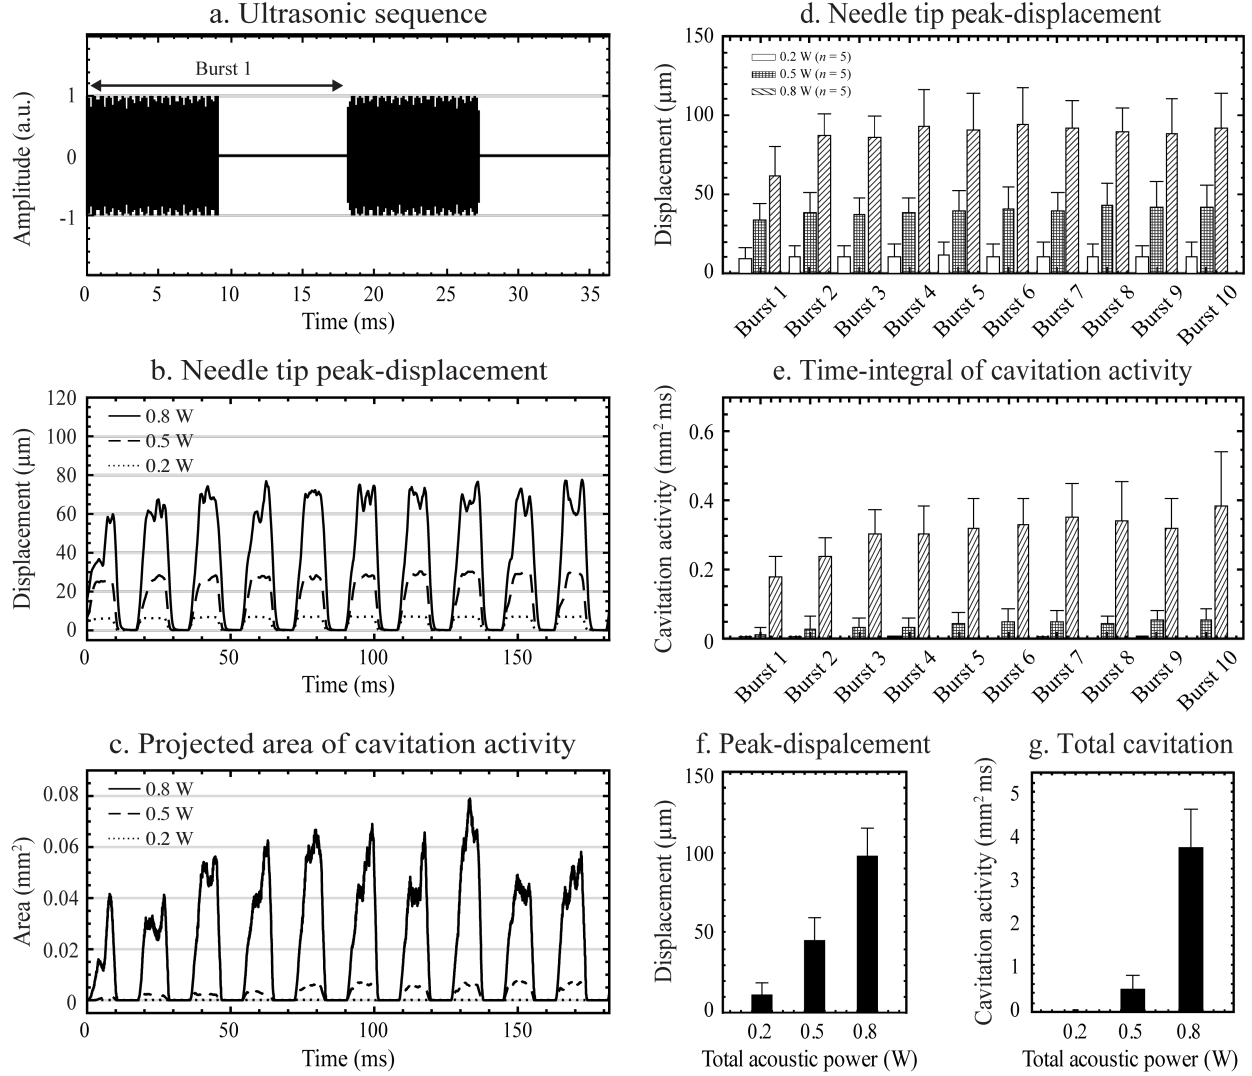 a. Ultrasonic sequence
Amplitude (a.u.)
1
0
-1
Burst 1
0 5 10 15 20 25 30 35
Time (ms)
b. Needle tip peak-displacement
Displacement (μm)
120
100
80
60
40
20
0
0.8 W
0.5 W
0.2 W
0 50 100 150
Time (ms)
c. Projected area of cavitation activity
Area (mm²)
0.08
0.06
0.04
0.02
0
0.8 W
0.5 W
0.2 W
0 50 100 150
Time (ms)
d. Needle tip peak-displacement
Displacement (μm)
150
100
50
0
0.2 W (n = 5)
0.5 W (n = 5)
0.8 W (n = 5)
Burst 1 Burst 2 Burst 3 Burst 4 Burst 5 Burst 6 Burst 7 Burst 8 Burst 9 Burst 10
e. Time-integral of cavitation activity
Cavitation activity (mm² ms)
0.6
0.4
0.2
0
Burst 1 Burst 2 Burst 3 Burst 4 Burst 5 Burst 6 Burst 7 Burst 8 Burst 9 Burst 10
f. Peak-dispalcement
Displacement (μm)
150
100
50
0
0.2 0.5 0.8
Total acoustic power (W)
g. Total cavitation
Cavitation activity (mm² ms)
5
4
3
2
1
0
0.2 0.5 0.8
Total acoustic power (W)